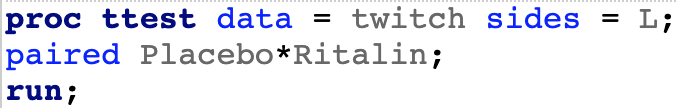 proc ttest data = twitch sides = L;
paired Placebo*Ritalin;
run;